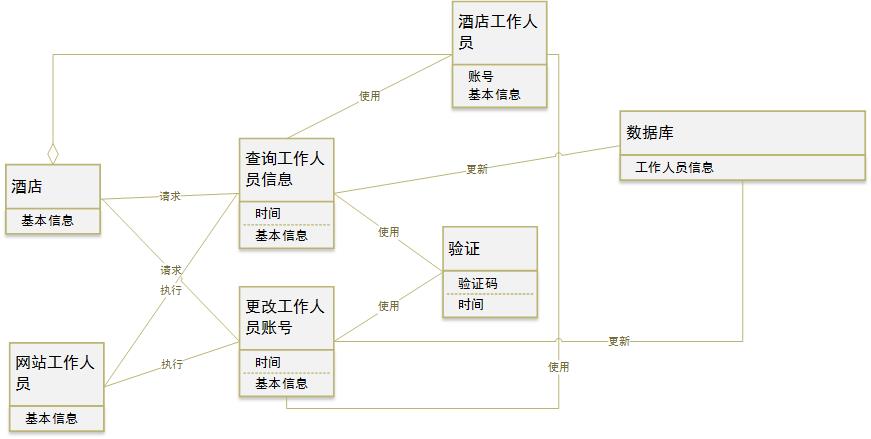 酒店工作人
员
账号
基本信息
使用
数据库
工作人员信息
查询工作人
员信息
时间
基本信息
更新
酒店
基本信息
请求
使用
验证
验证码
时间
请求
执行
使用
更改工作人
员账号
时间
基本信息
更新
网站工作人
员
基本信息
执行
使用